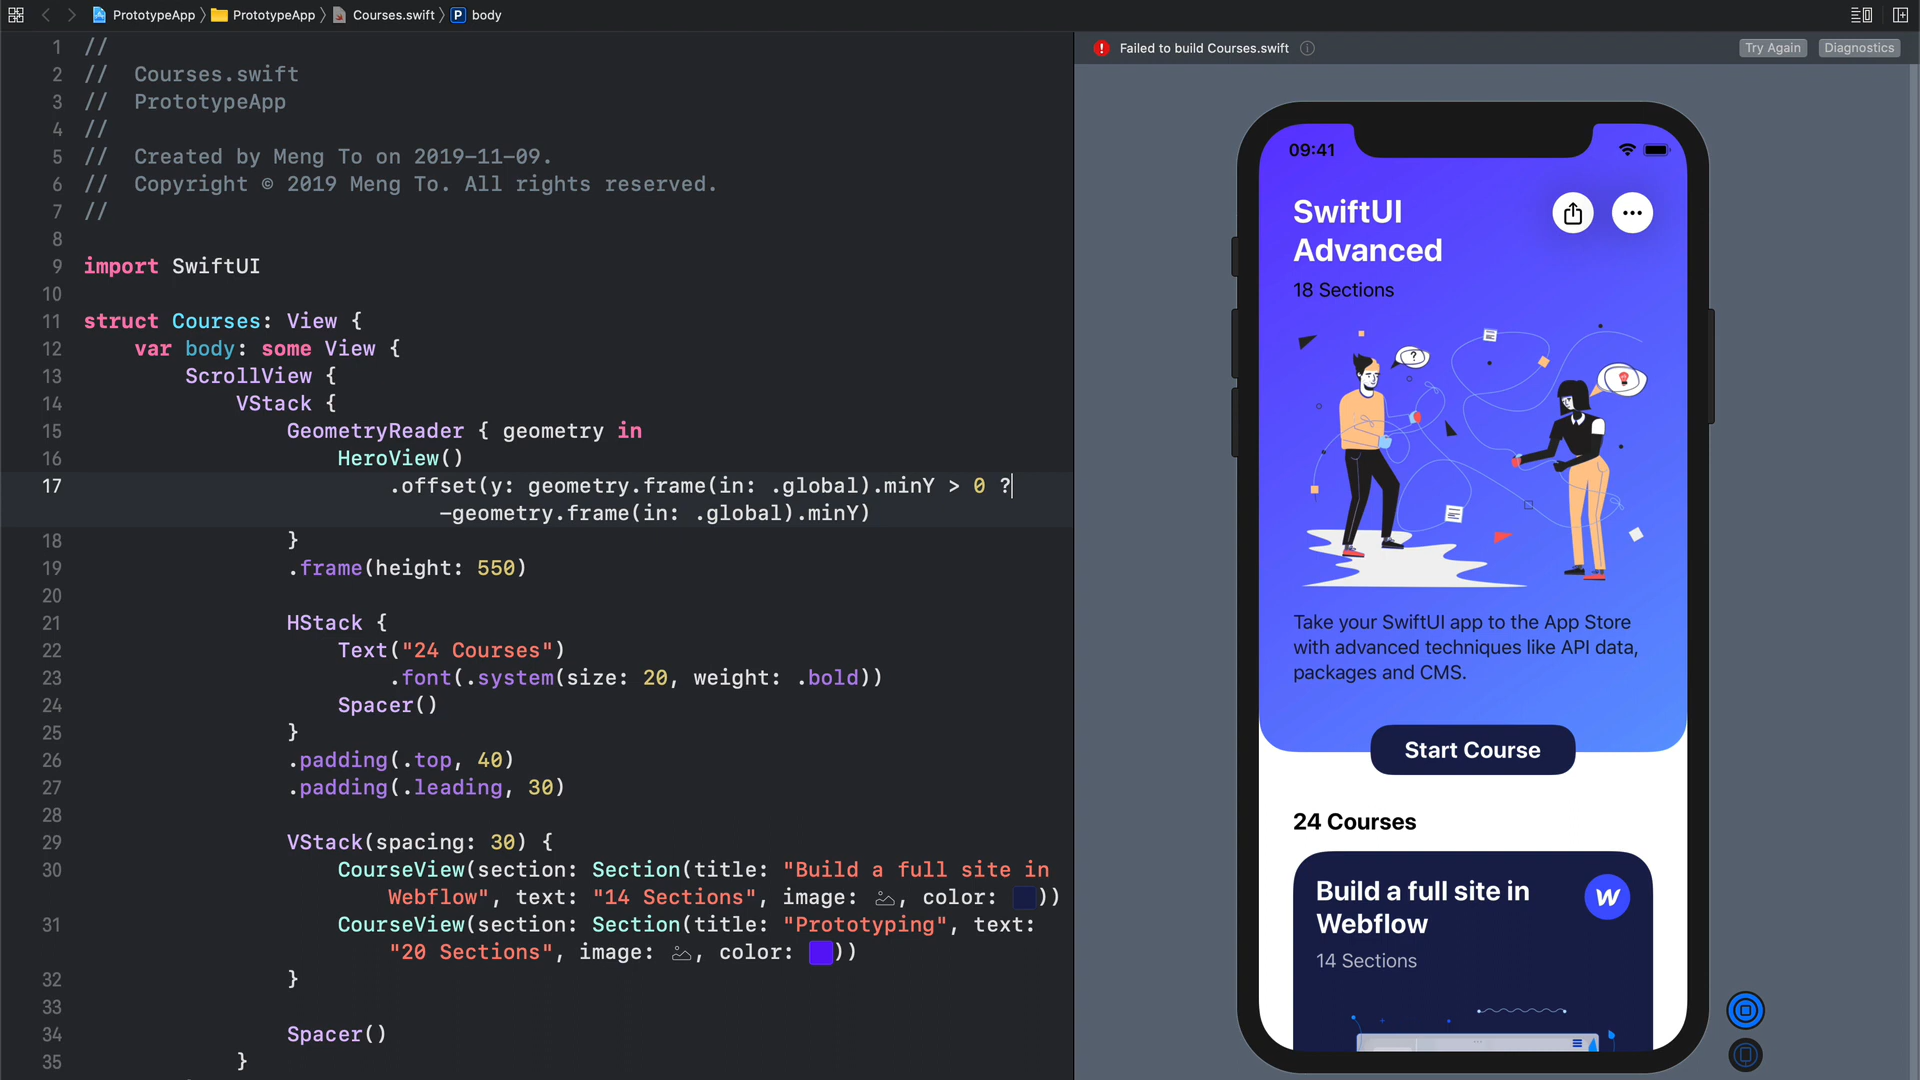 PrototypeApp PrototypeApp Courses.swift P body
1 //
2 // Courses.swift
3 // PrototypeApp
4 //
5 // Created by Meng To on 2019-11-09.
6 // Copyright © 2019 Meng To. All rights reserved.
7 //
8
9 import SwiftUI
10
11 struct Courses: View {
12 var body: some View {
13 ScrollView {
14 VStack {
15 GeometryReader { geometry in
16 HeroView()
17 .offset(y: geometry.frame(in: .global).minY > 0 ?
-geometry.frame(in: .global).minY)
18 }
19 .frame(height: 550)
20
21 HStack {
22 Text("24 Courses")
23 .font(.system(size: 20, weight: .bold))
24 Spacer()
25 }
26 .padding(.top, 40)
27 .padding(.leading, 30)
28
29 VStack(spacing: 30) {
30 CourseView(section: Section(title: "Build a full site in
Webflow", text: "14 Sections", image: , color: ))
31 CourseView(section: Section(title: "Prototyping", text:
"20 Sections", image: , color: ))
32 }
33
34 Spacer()
35 }
Failed to build Courses.swift
Try Again
Diagnostics
09:41
SwiftUI
Advanced
18 Sections
?
Take your SwiftUI app to the App Store
with advanced techniques like API data,
packages and CMS.
Start Course
24 Courses
Build a full site in
Webflow
W
14 Sections